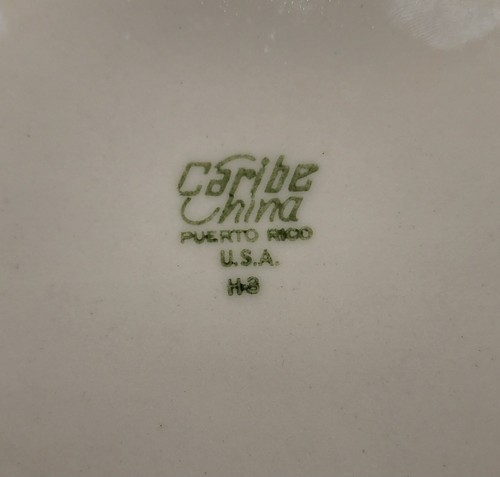 Caribe
China
PUERTO RICO
U.S.A.
H-8